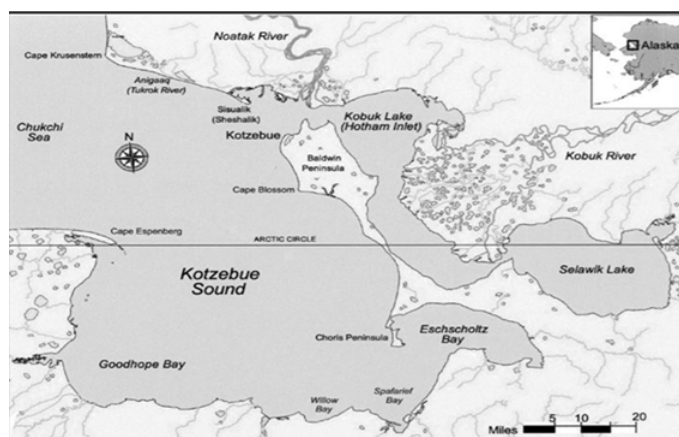 Noatak River
Alaska
Cape Krusenstern
Anigaaq
(Tukrok River)
Sisualik
(Sheshalik)
Kobuk Lake
(Hotham Inlet)
Chukchi
Sea
N
Kotzebue
Baldwin
Peninsula
Kobuk River
Cape Blossom
Cape Espenberg
ARCTIC CIRCLE
Kotzebue
Sound
Selawik Lake
Choris Peninsula
Eschscholtz
Bay
Goodhope Bay
Willow
Bay
Spafarief
Bay
Miles
0 5 10 20